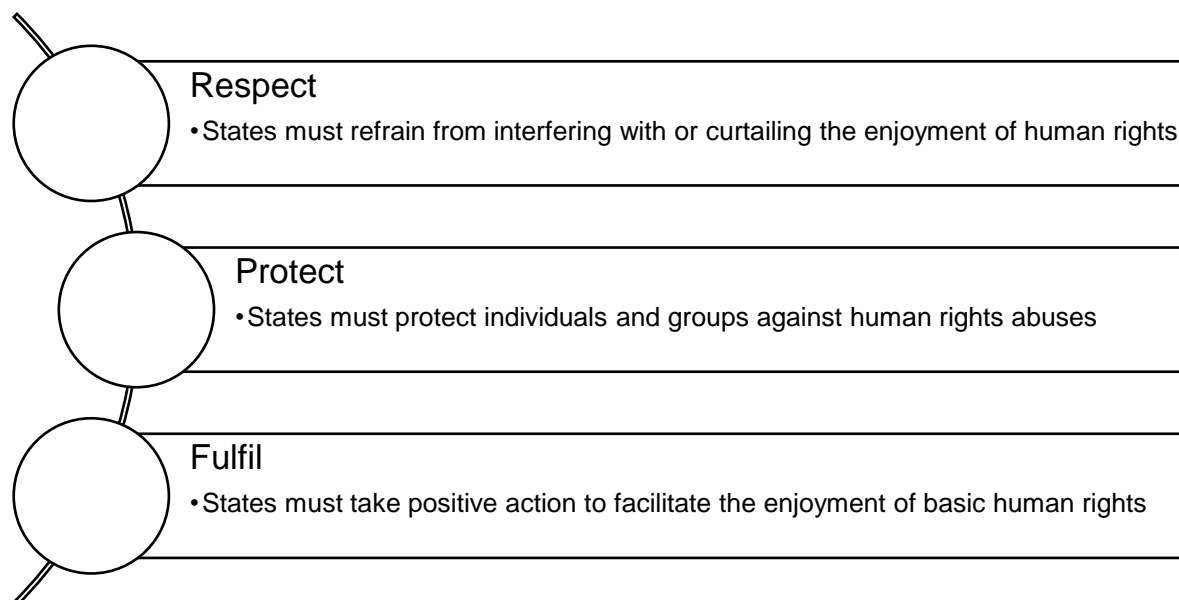 Respect
•States must refrain from interfering with or curtailing the enjoyment of human rights
Protect
•States must protect individuals and groups against human rights abuses
Fulfil
•States must take positive action to facilitate the enjoyment of basic human rights